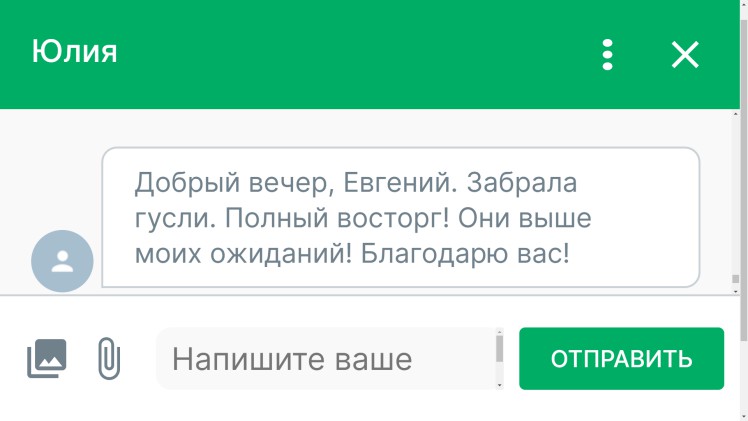 Юлия
Добрый вечер, Евгений. Забрала
гусли. Полный восторг! Они выше
моих ожиданий! Благодарю вас!
Напишите ваше
ОТПРАВИТЬ